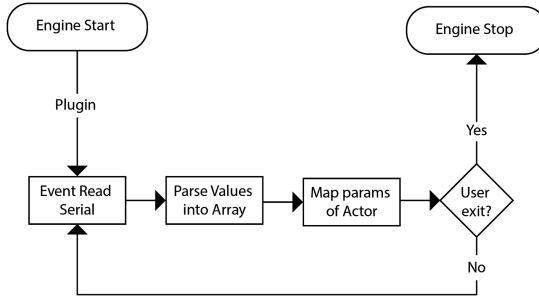 Engine Start
Engine Stop
Plugin
Yes
Event Read
Serial
Parse Values
into Array
Map params
of Actor
User
exit?
No